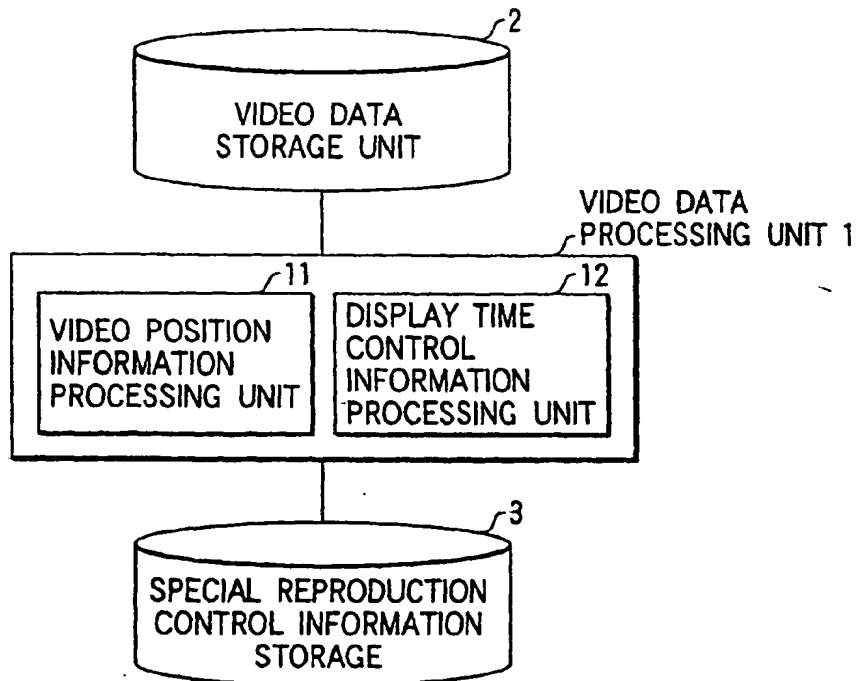 2
VIDEO DATA
STORAGE UNIT
VIDEO DATA
PROCESSING UNIT 1
11
VIDEO POSITION
INFORMATION
PROCESSING UNIT
12
DISPLAY TIME
CONTROL
INFORMATION
PROCESSING UNIT
3
SPECIAL REPRODUCTION
CONTROL INFORMATION
STORAGE